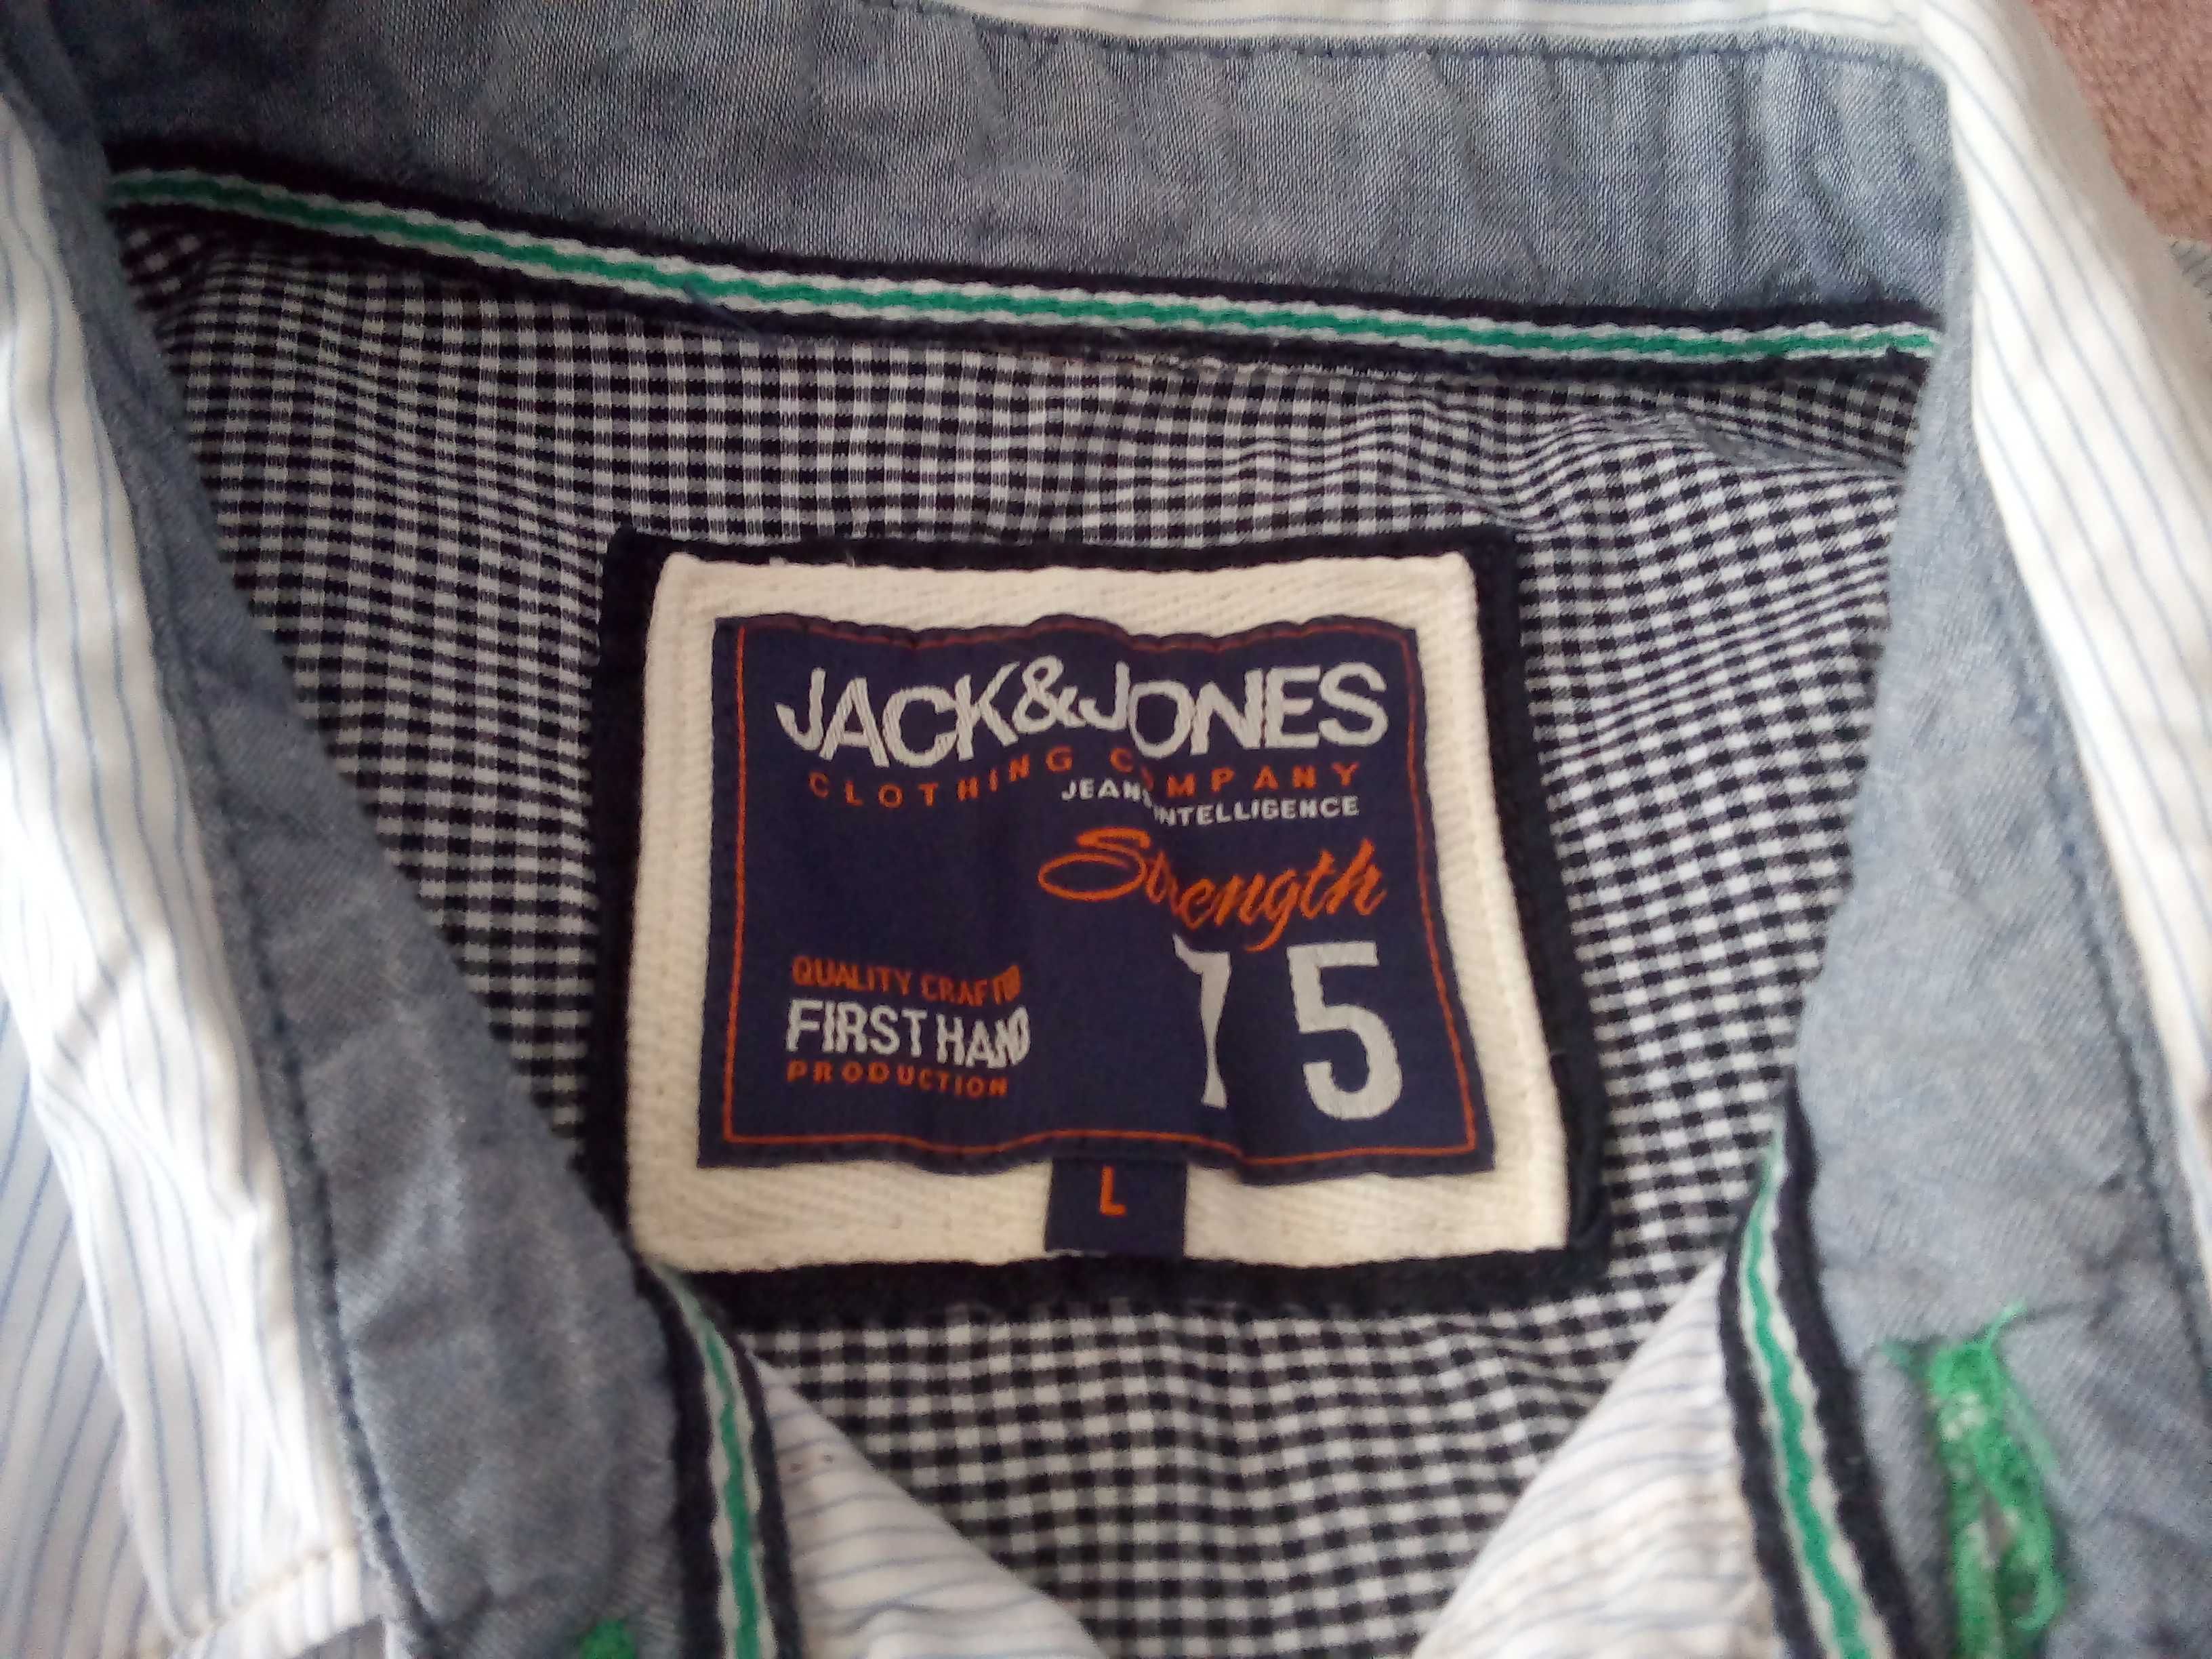 JACK&JONES
CLOTHING COMPANY
JEANS INTELLIGENCE
Strength
75
QUALITY CRAFTED
FIRST HAND
PRODUCTION
L